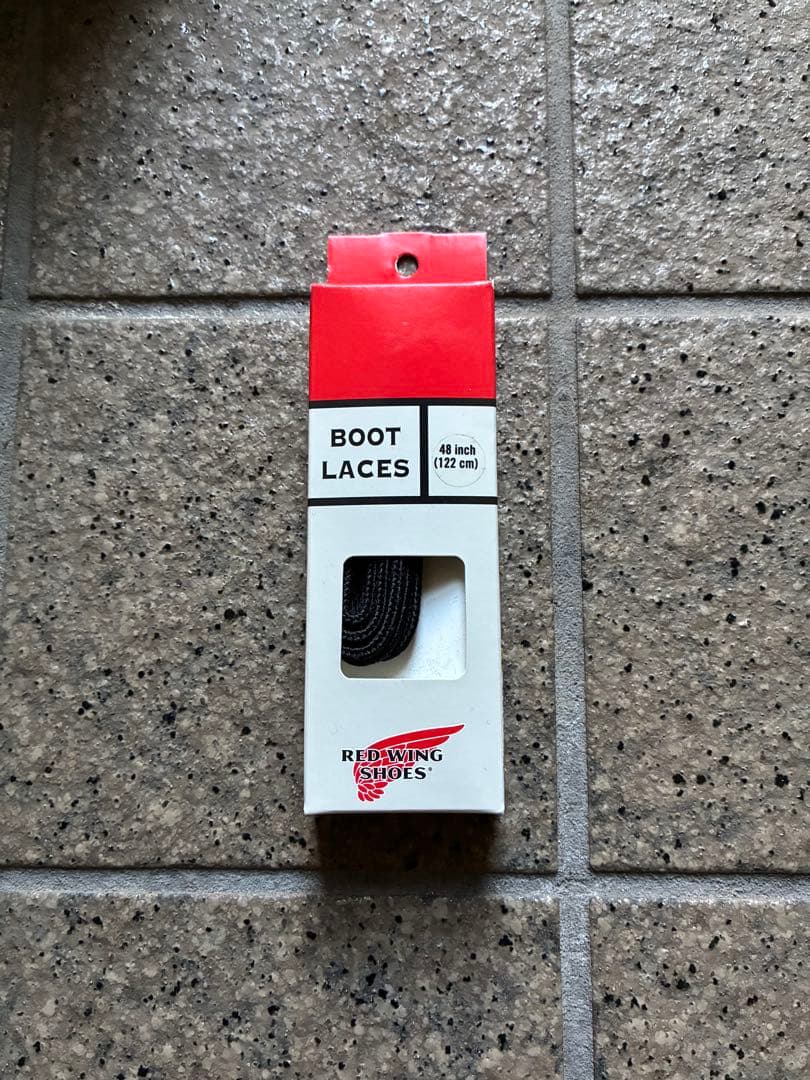 BOOT
LACES
48 inch
(122 cm)
RED WING
SHOES®